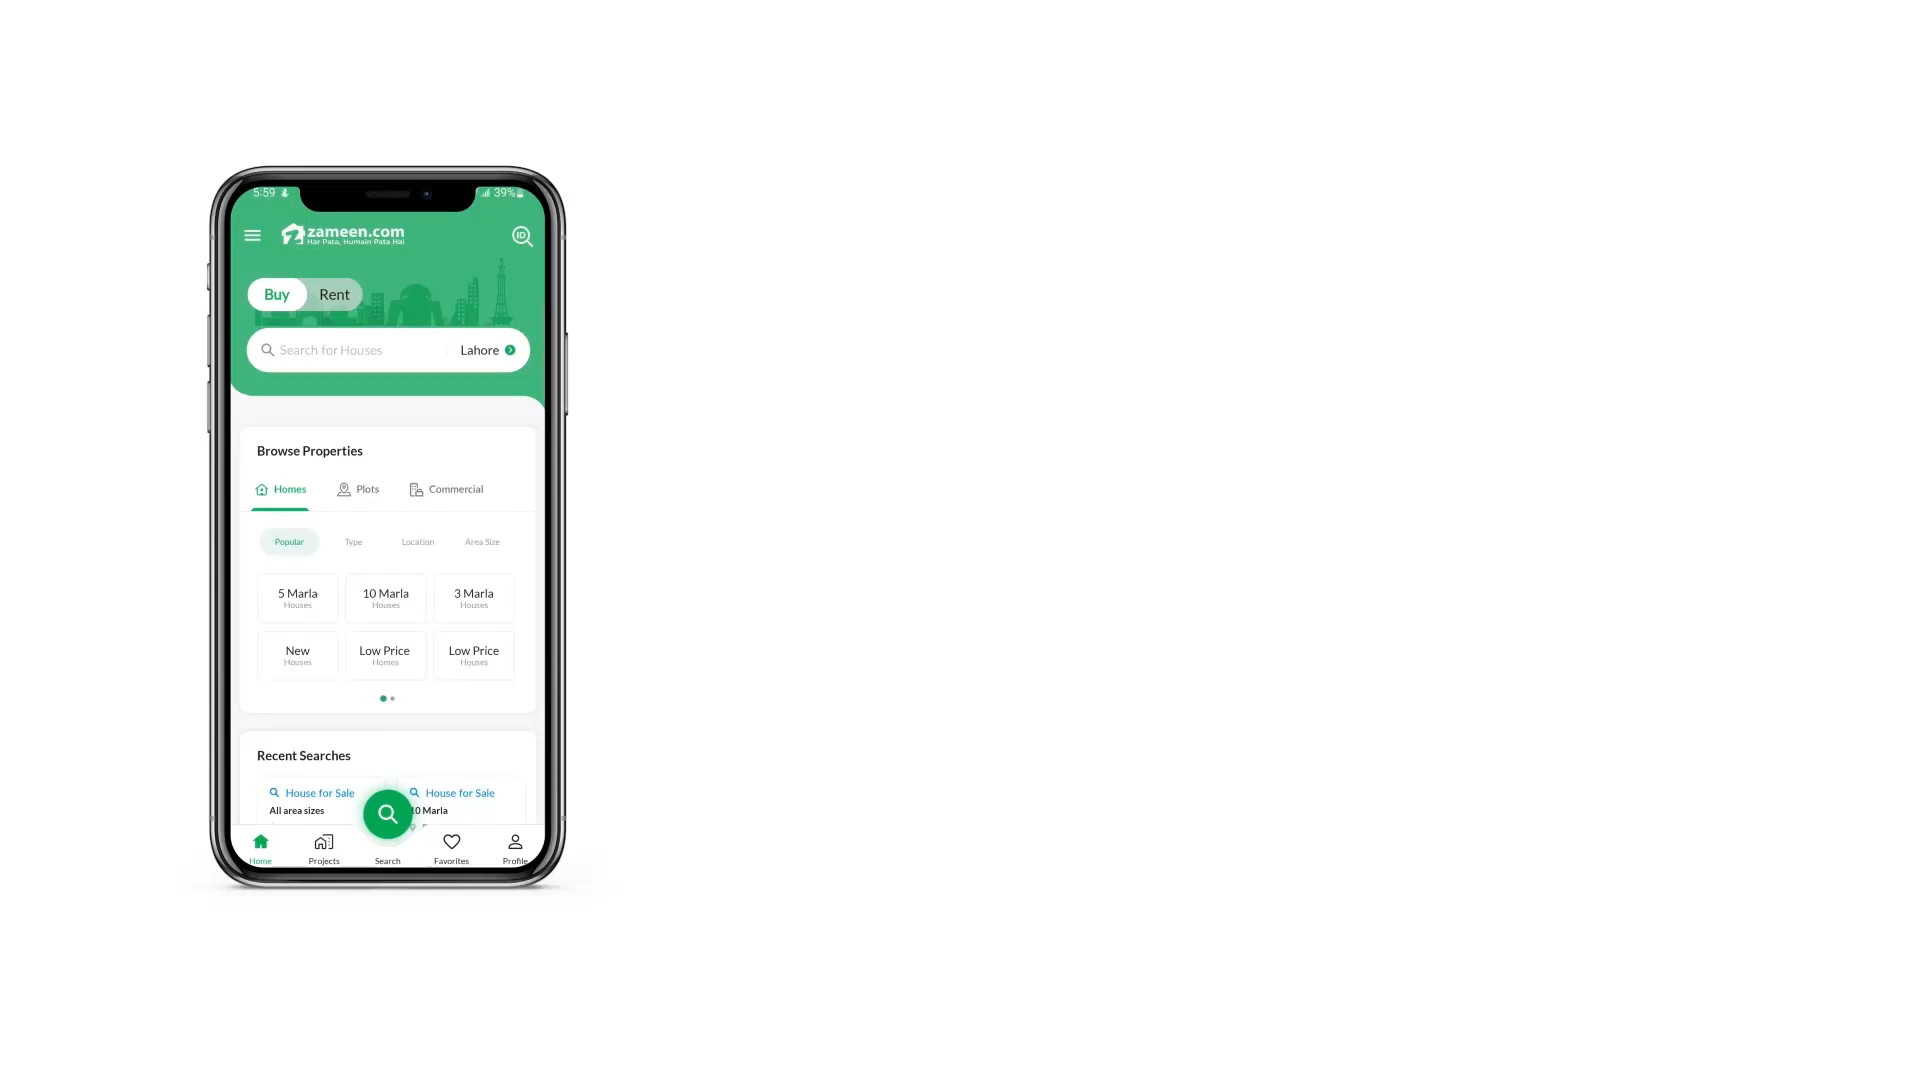 5:59 39%
zameen.com
Har Pata, Humain Pata Hai
ID
Buy Rent
Search for Houses Lahore
Browse Properties
Homes Plots Commercial
Popular Type Location Area Size
5 Marla 10 Marla 3 Marla
Houses Houses Houses
New Low Price Low Price
Houses Homes Houses
Recent Searches
House for Sale House for Sale
All area sizes 10 Marla
Home Projects Search Favorites Profile